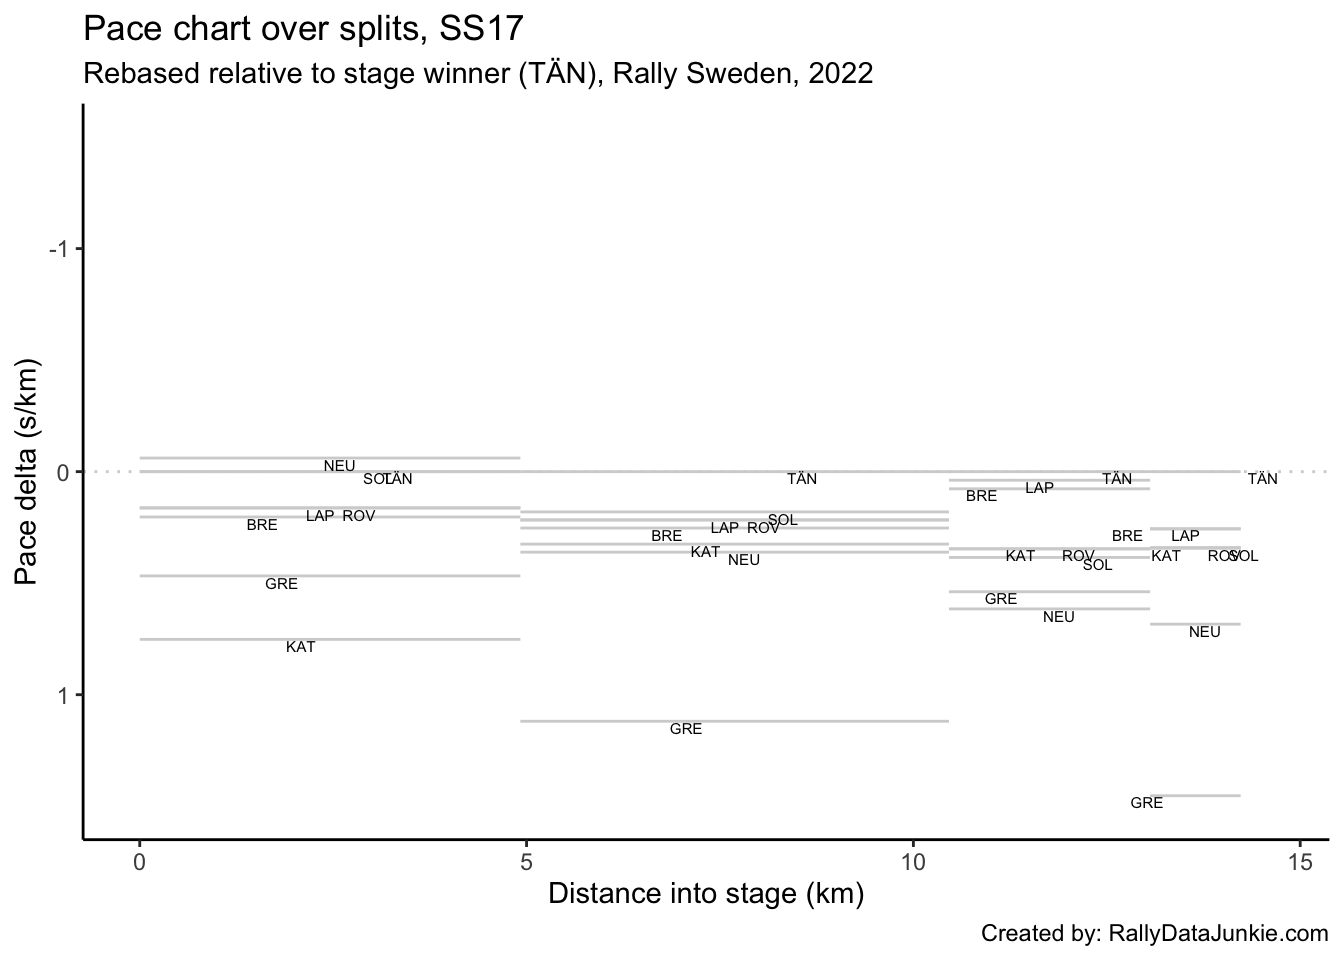 Pace chart over splits, SS17
Rebased relative to stage winner (TÄN), Rally Sweden, 2022
Pace delta (s/km)
-1
0
1
NEU
SOL TÄN
LAP ROV
BRE
GRE
KAT
TÄN
SOL
LAP ROV
BRE
KAT
NEU
GRE
TÄN
LAP
BRE
KAT ROV
SOL
GRE
NEU
TÄN
BRE LAP
KAT ROV SOL
NEU
GRE
0 5 10 15
Distance into stage (km)
Created by: RallyDataJunkie.com